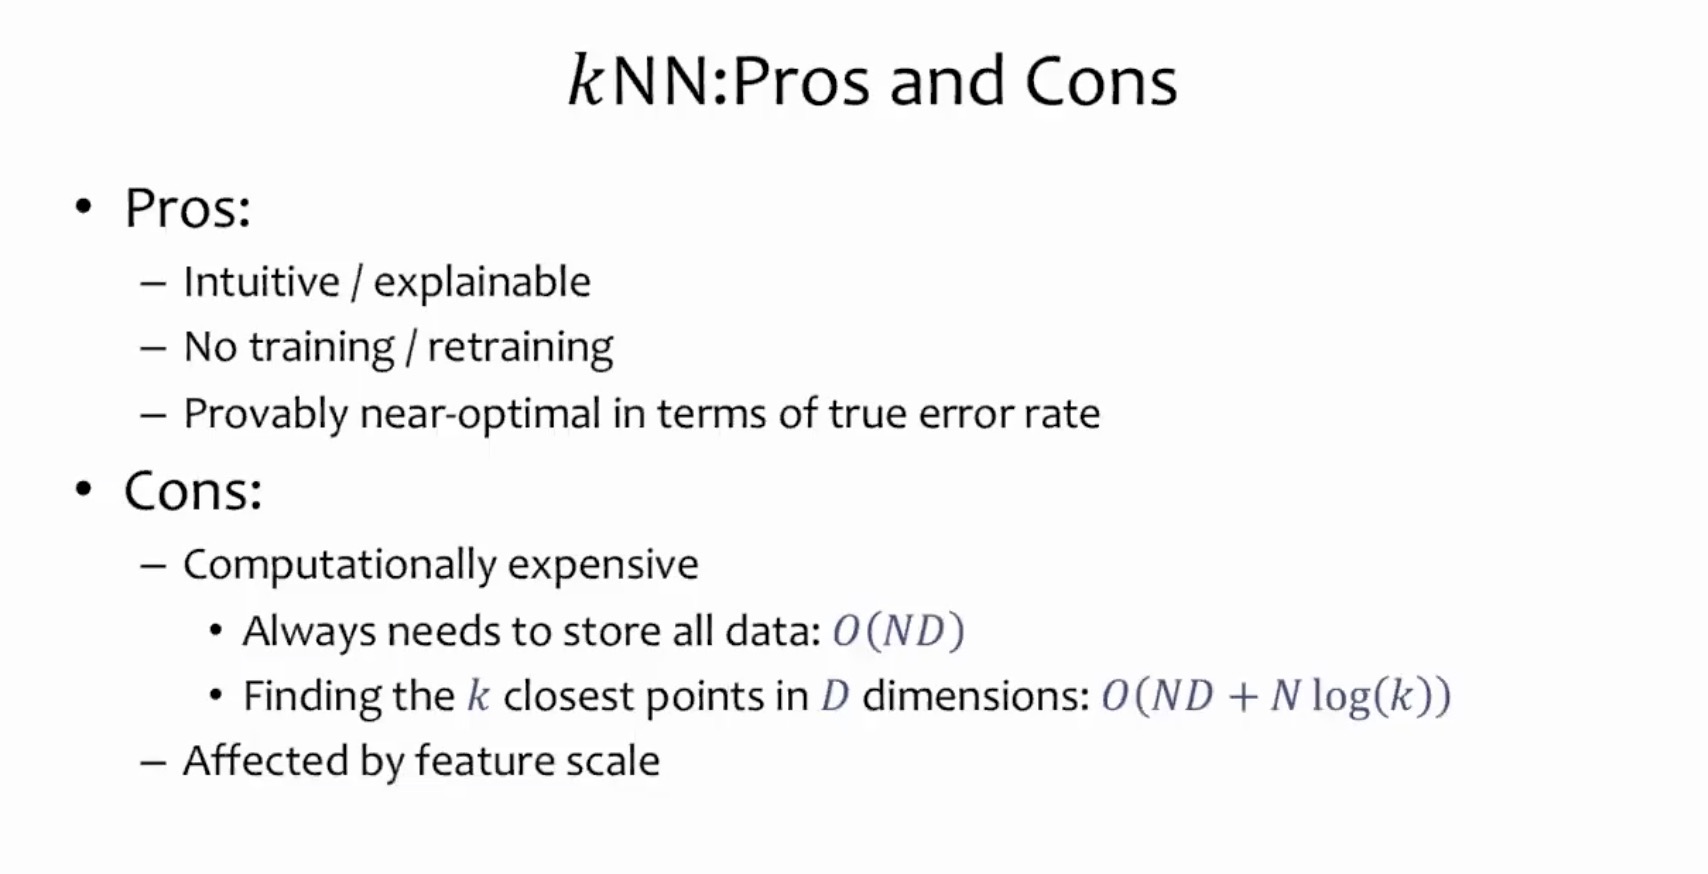 kNN:Pros and Cons
• Pros:
– Intuitive / explainable
– No training / retraining
– Provably near-optimal in terms of true error rate
• Cons:
– Computationally expensive
• Always needs to store all data: O(ND)
• Finding the k closest points in D dimensions: O(ND + N log(k))
– Affected by feature scale